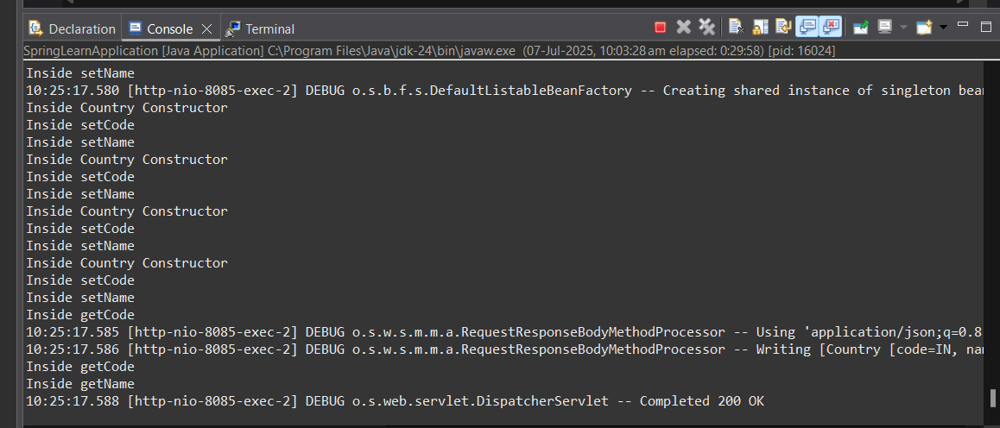 Declaration Console Terminal
SpringLearnApplication [Java Application] C:\Program Files\Java\jdk-24\bin\javaw.exe (07-Jul-2025, 10:03:28 am elapsed: 0:29:58) [pid: 16024]
Inside setName
10:25:17.580 [http-nio-8085-exec-2] DEBUG o.s.b.f.s.DefaultListableBeanFactory -- Creating shared instance of singleton bea
Inside Country Constructor
Inside setCode
Inside setName
Inside Country Constructor
Inside setCode
Inside setName
Inside Country Constructor
Inside setCode
Inside setName
Inside Country Constructor
Inside setCode
Inside setName
Inside getCode
10:25:17.585 [http-nio-8085-exec-2] DEBUG o.s.w.s.m.m.a.RequestResponseBodyMethodProcessor -- Using 'application/json;q=0.8
10:25:17.586 [http-nio-8085-exec-2] DEBUG o.s.w.s.m.m.a.RequestResponseBodyMethodProcessor -- Writing [Country [code=IN, na
Inside getCode
Inside getName
10:25:17.588 [http-nio-8085-exec-2] DEBUG o.s.web.servlet.DispatcherServlet -- Completed 200 OK